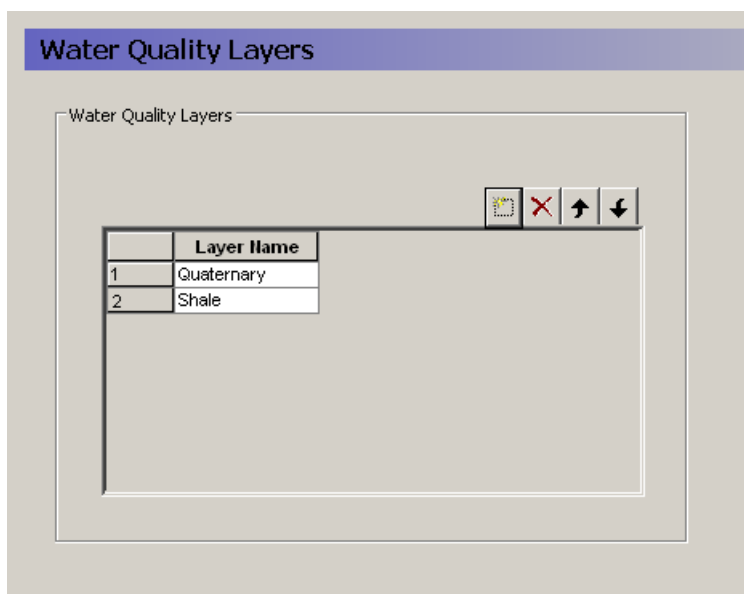 Water Quality Layers
Water Quality Layers
Layer Name
1 Quaternary
2 Shale